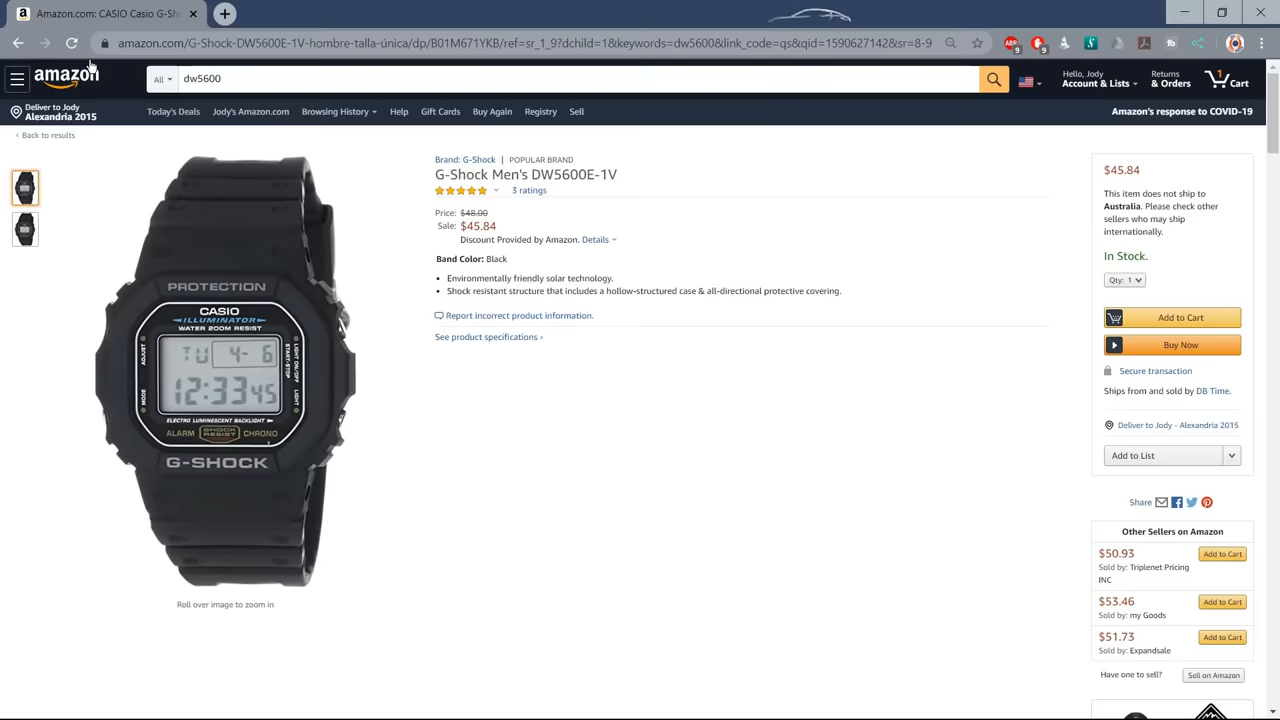 Amazon.com: CASIO Casio G-Sh
amazon.com/G-Shock-DW5600E-1V-hombre-talla-única/dp/B01M671YKB/ref=sr_1_9?dchild=1&keywords=dw5600&link_code=qs&qid=1590627142&sr=8-9
9
9
amazon
All
dw5600
Hello, Jody
Account & Lists
Returns
& Orders
1
Cart
Deliver to Jody
Alexandria 2015
Today's Deals
Jody's Amazon.com
Browsing History
Help
Gift Cards
Buy Again
Registry
Sell
Amazon's response to COVID-19
‹ Back to results
PROTECTION
CASIO
ILLUMINATOR
WATER 200M RESIST
ADJUST
MODE
LIGHT ON/OFF
START·STOP
LIGHT
TU 4- 6
12:33 45
ELECTRO LUMINESCENT BACKLIGHT
ALARM
SHOCK
RESIST
CHRONO
G-SHOCK
Roll over image to zoom in
Brand: G-Shock | POPULAR BRAND
G-Shock Men's DW5600E-1V
3 ratings
Price: $48.00
Sale: $45.84
Discount Provided by Amazon. Details
Band Color: Black
• Environmentally friendly solar technology.
• Shock resistant structure that includes a hollow-structured case & all-directional protective covering.
Report incorrect product information.
See product specifications ›
$45.84
This item does not ship to
Australia. Please check other
sellers who may ship
internationally.
In Stock.
Qty: 1
Add to Cart
Buy Now
Secure transaction
Ships from and sold by DB Time.
Deliver to Jody - Alexandria 2015
Add to List
Share
Other Sellers on Amazon
$50.93
Add to Cart
Sold by: Triplenet Pricing
INC
$53.46
Add to Cart
Sold by: my Goods
$51.73
Add to Cart
Sold by: Expandsale
Have one to sell?
Sell on Amazon